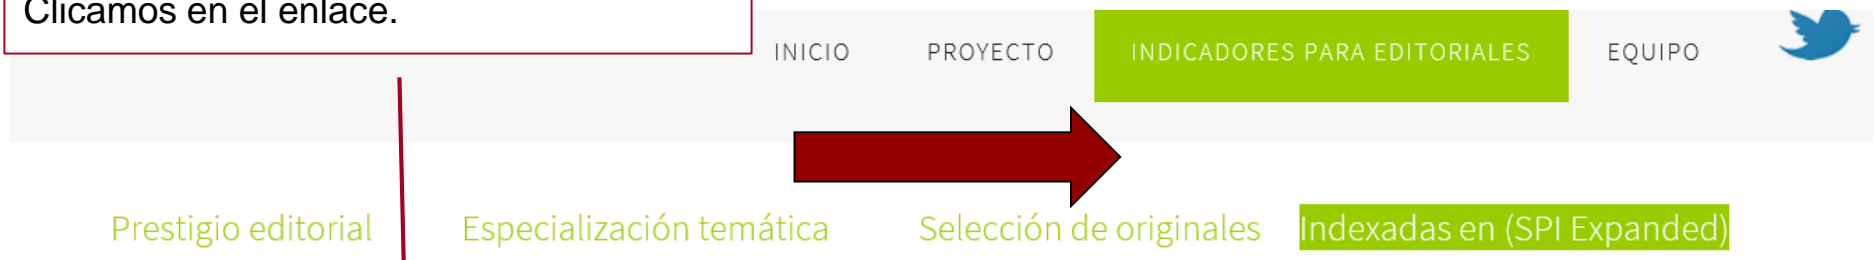 Clicamos en el enlace.
INICIO PROYECTO INDICADORES PARA EDITORIALES EQUIPO
Prestigio editorial Especialización temática Selección de originales Indexadas en (SPI Expanded)